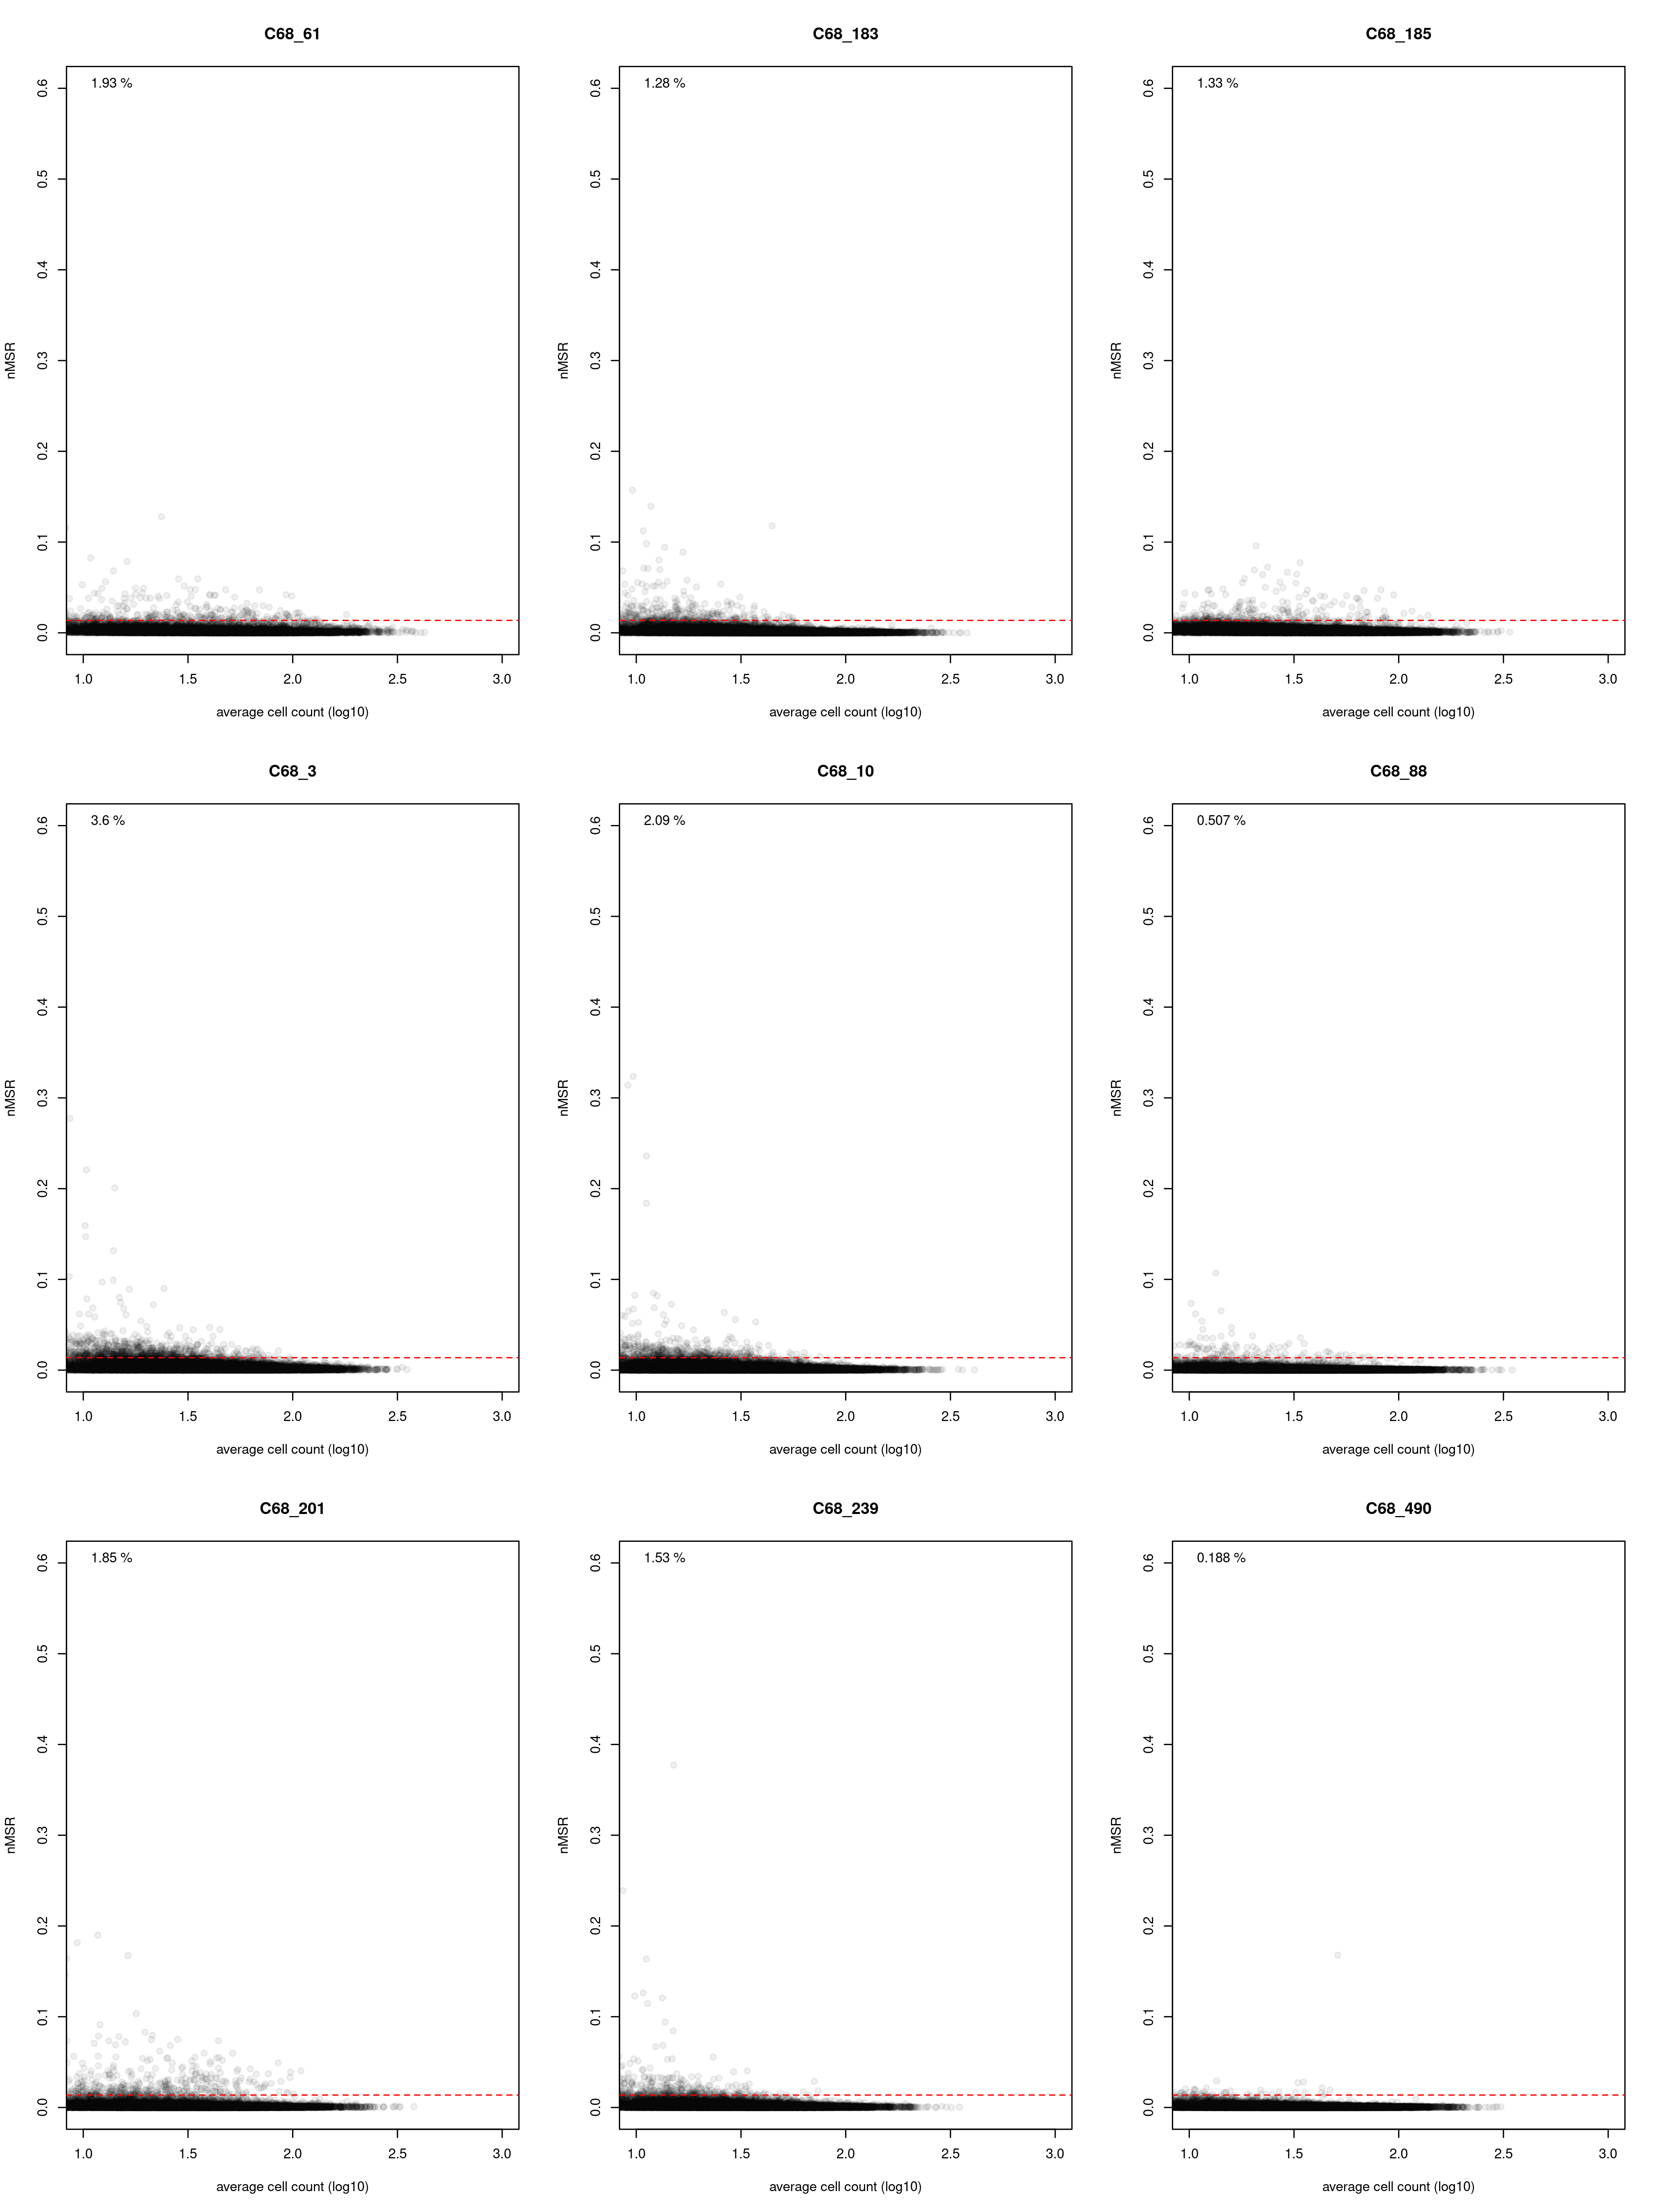 C68_61
1.93 %
nMSR
0.0 0.1 0.2 0.3 0.4 0.5 0.6
1.0 1.5 2.0 2.5 3.0
average cell count (log10)
C68_183
1.28 %
nMSR
0.0 0.1 0.2 0.3 0.4 0.5 0.6
1.0 1.5 2.0 2.5 3.0
average cell count (log10)
C68_185
1.33 %
nMSR
0.0 0.1 0.2 0.3 0.4 0.5 0.6
1.0 1.5 2.0 2.5 3.0
average cell count (log10)
C68_3
3.6 %
nMSR
0.0 0.1 0.2 0.3 0.4 0.5 0.6
1.0 1.5 2.0 2.5 3.0
average cell count (log10)
C68_10
2.09 %
nMSR
0.0 0.1 0.2 0.3 0.4 0.5 0.6
1.0 1.5 2.0 2.5 3.0
average cell count (log10)
C68_88
0.507 %
nMSR
0.0 0.1 0.2 0.3 0.4 0.5 0.6
1.0 1.5 2.0 2.5 3.0
average cell count (log10)
C68_201
1.85 %
nMSR
0.0 0.1 0.2 0.3 0.4 0.5 0.6
1.0 1.5 2.0 2.5 3.0
average cell count (log10)
C68_239
1.53 %
nMSR
0.0 0.1 0.2 0.3 0.4 0.5 0.6
1.0 1.5 2.0 2.5 3.0
average cell count (log10)
C68_490
0.188 %
nMSR
0.0 0.1 0.2 0.3 0.4 0.5 0.6
1.0 1.5 2.0 2.5 3.0
average cell count (log10)